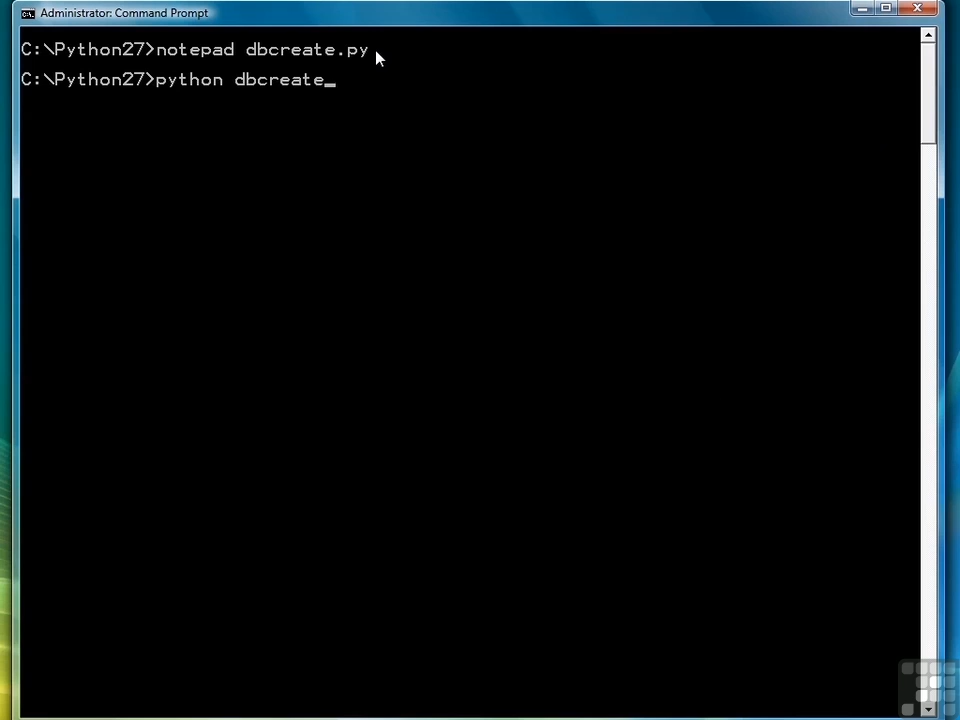 Administrator: Command Prompt
C:\Python27>notepad dbcreate.py
C:\Python27>python dbcreate_